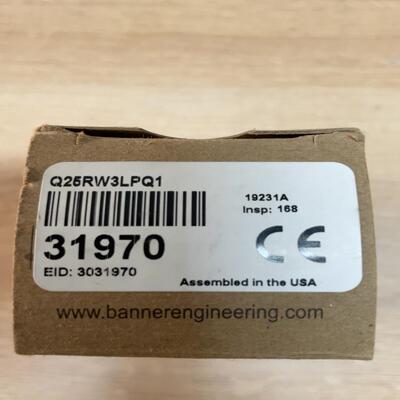 Q25RW3LPQ1
19231A
Insp: 168
31970
CE
EID: 3031970
Assembled in the USA
www.bannerengineering.com